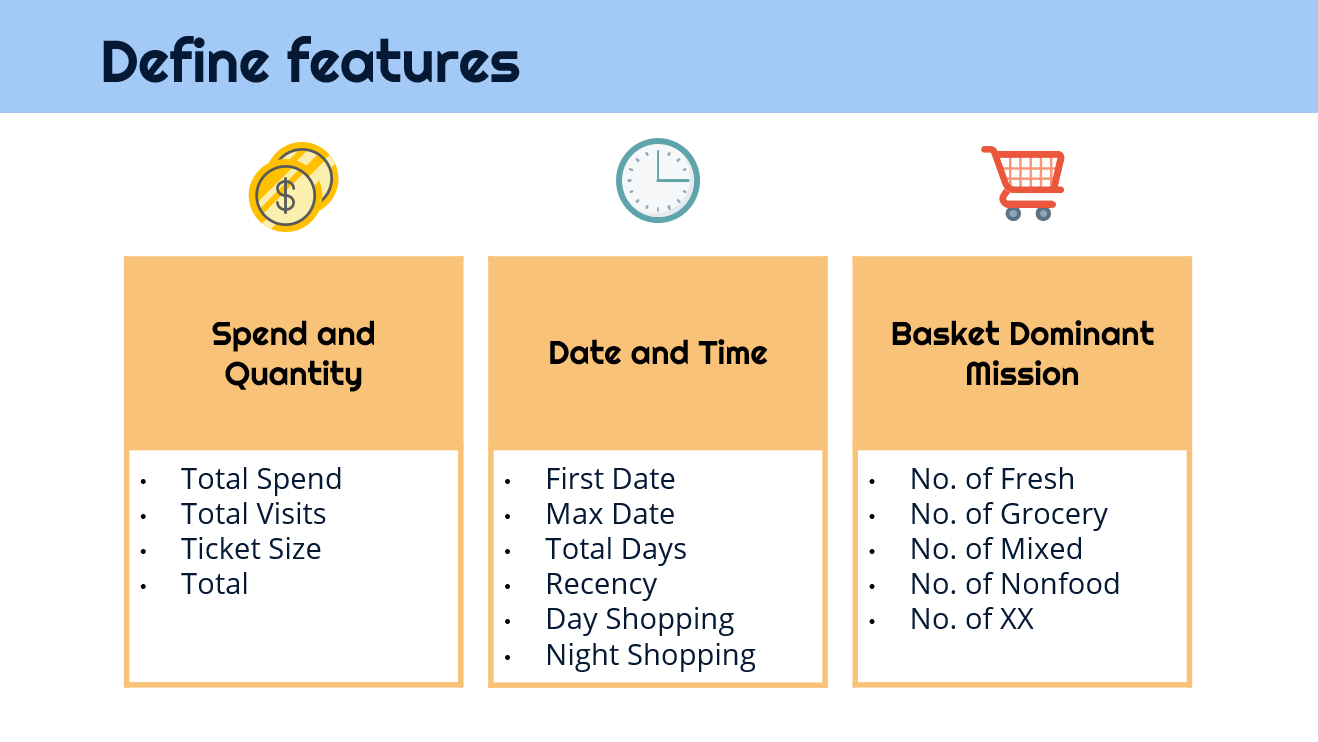 Define features
$
Spend and
Quantity
• Total Spend
• Total Visits
• Ticket Size
• Total
Date and Time
• First Date
• Max Date
• Total Days
• Recency
• Day Shopping
• Night Shopping
Basket Dominant
Mission
• No. of Fresh
• No. of Grocery
• No. of Mixed
• No. of Nonfood
• No. of XX